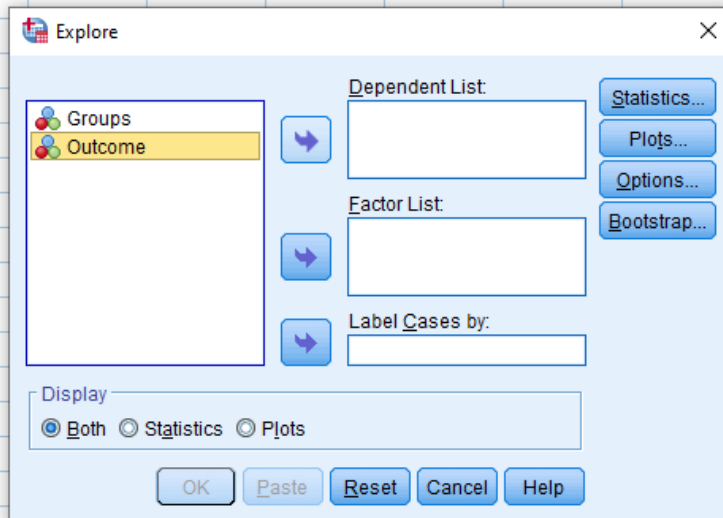 Explore
Groups
Outcome
Dependent List:
Factor List:
Label Cases by:
Statistics...
Plots...
Options...
Bootstrap...
Display
Both Statistics Plots
OK Paste Reset Cancel Help